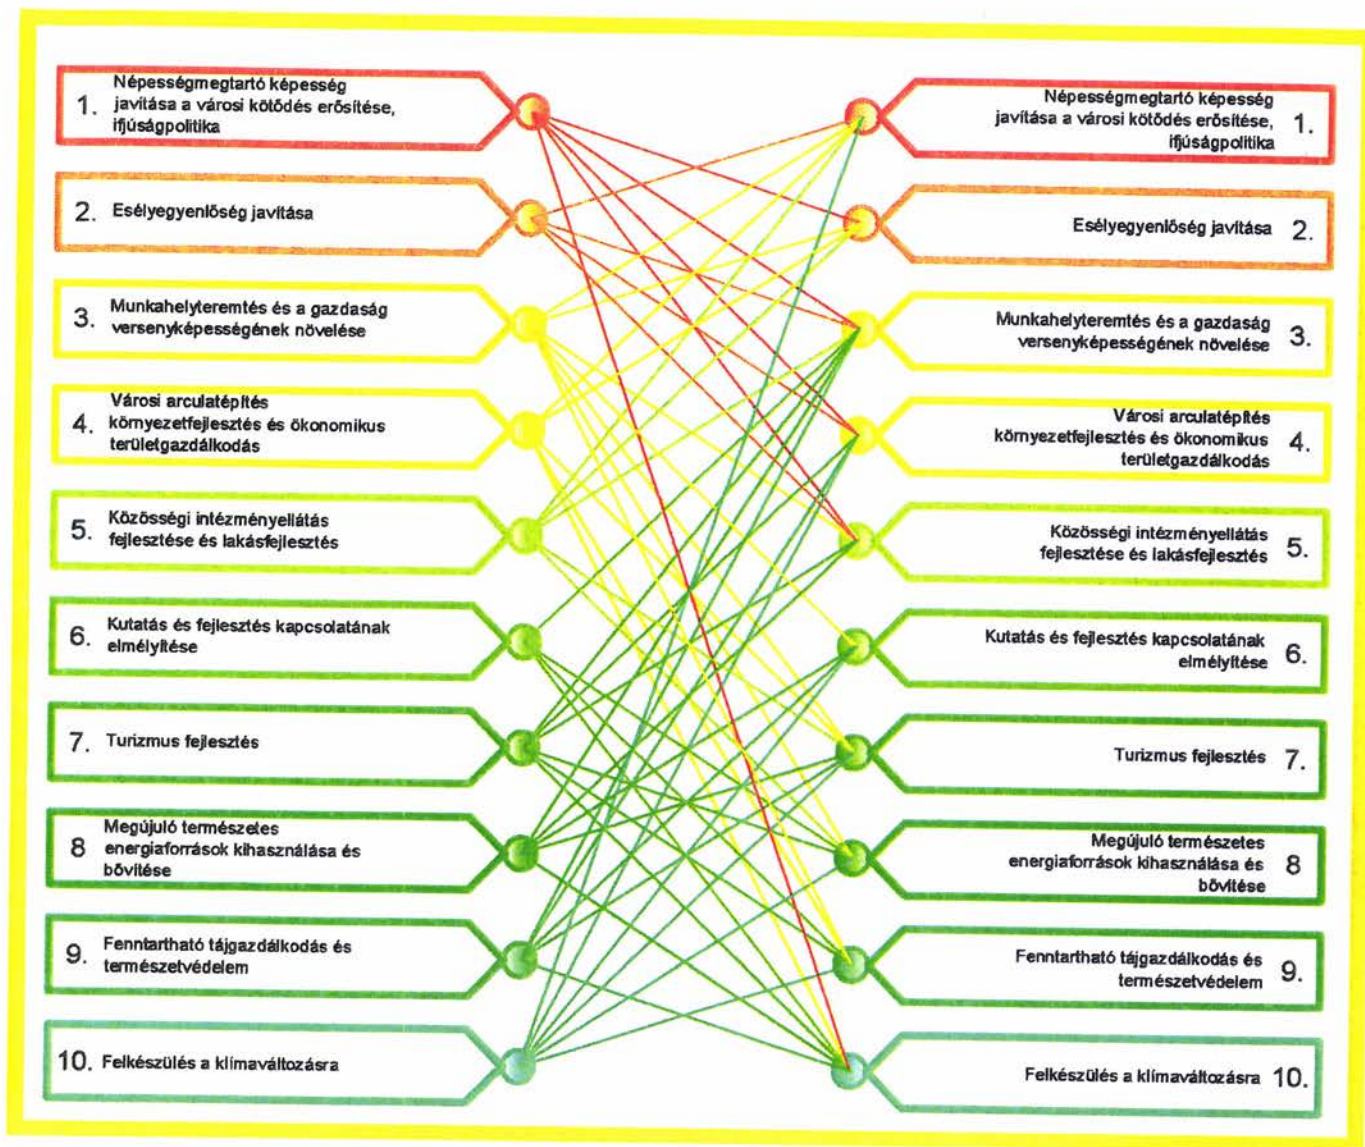 1.
Népességmegtartó képesség
javítása a városi kötődés erősítése,
ifjúságpolitika
2.
Esélyegyenlőség javítása
3.
Munkahelyteremtés és a gazdaság
versenyképességének növelése
4.
Városi arculatépítés
környezetfejlesztés és ökonomikus
területgazdálkodás
5.
Közösségi intézményellátás
fejlesztése és lakásfejlesztés
6.
Kutatás és fejlesztés kapcsolatának
elmélyítése
7.
Turizmus fejlesztés
8
Megújuló természetes
energiaforrások kihasználása és
bővítése
9.
Fenntartható tájgazdálkodás és
természetvédelem
10.
Felkészülés a klímaváltozásra
Népességmegtartó képesség
javítása a városi kötődés erősítése,
ifjúságpolitika
1.
Esélyegyenlőség javítása
2.
Munkahelyteremtés és a gazdaság
versenyképességének növelése
3.
Városi arculatépítés
környezetfejlesztés és ökonomikus
területgazdálkodás
4.
Közösségi intézményellátás
fejlesztése és lakásfejlesztés
5.
Kutatás és fejlesztés kapcsolatának
elmélyítése
6.
Turizmus fejlesztés
7.
Megújuló természetes
energiaforrások kihasználása és
bővítése
8
Fenntartható tájgazdálkodás és
természetvédelem
9.
Felkészülés a klímaváltozásra
10.